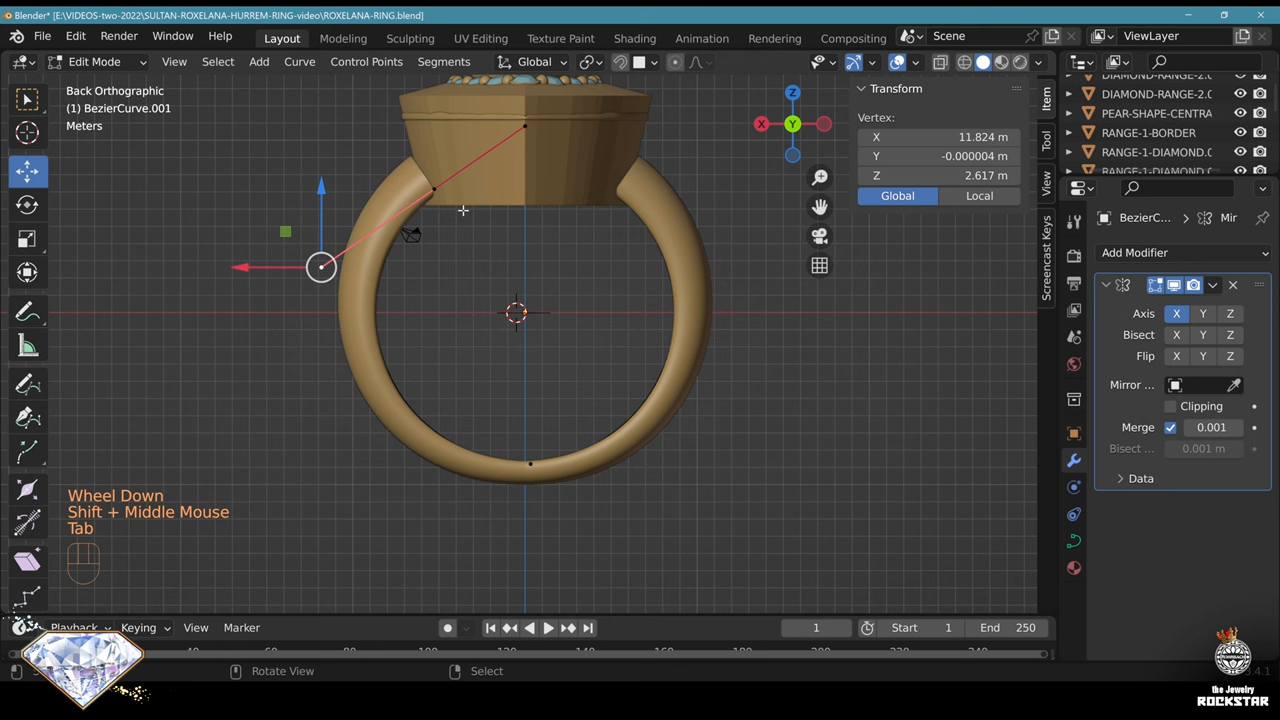 Blender* [E:\VIDEOS-two-2022\SULTAN-ROXELANA-HURREM-RING-video\ROXELANA-RING.blend]
File Edit Render Window Help Layout Modeling Sculpting UV Editing Texture Paint Shading Animation Rendering Compositing Scene ViewLayer
Edit Mode View Select Add Curve Control Points Segments Global
Back Orthographic
(1) BezierCurve.001
Meters
Transform
Vertex:
X 11.824 m
Y -0.000004 m
Z 2.617 m
Global Local
X Y Z
Item
Tool
View
Screencast Keys
DIAMOND-RANGE-2.0
PEAR-SHAPE-CENTRA
RANGE-1-BORDER
RANGE-1-DIAMOND.0
RANGE-1-DIAMOND.
BezierC... > Mir
Add Modifier
Axis X Y Z
Bisect X Y Z
Flip X Y Z
Mirror ...
Clipping
Merge 0.001
Bisect ... 0.001 m
Data
Wheel Down
Shift + Middle Mouse
Tab
Playback Keying View Marker 1 Start 1 End 250
Rotate View Select
the Jewelry
ROCKSTAR